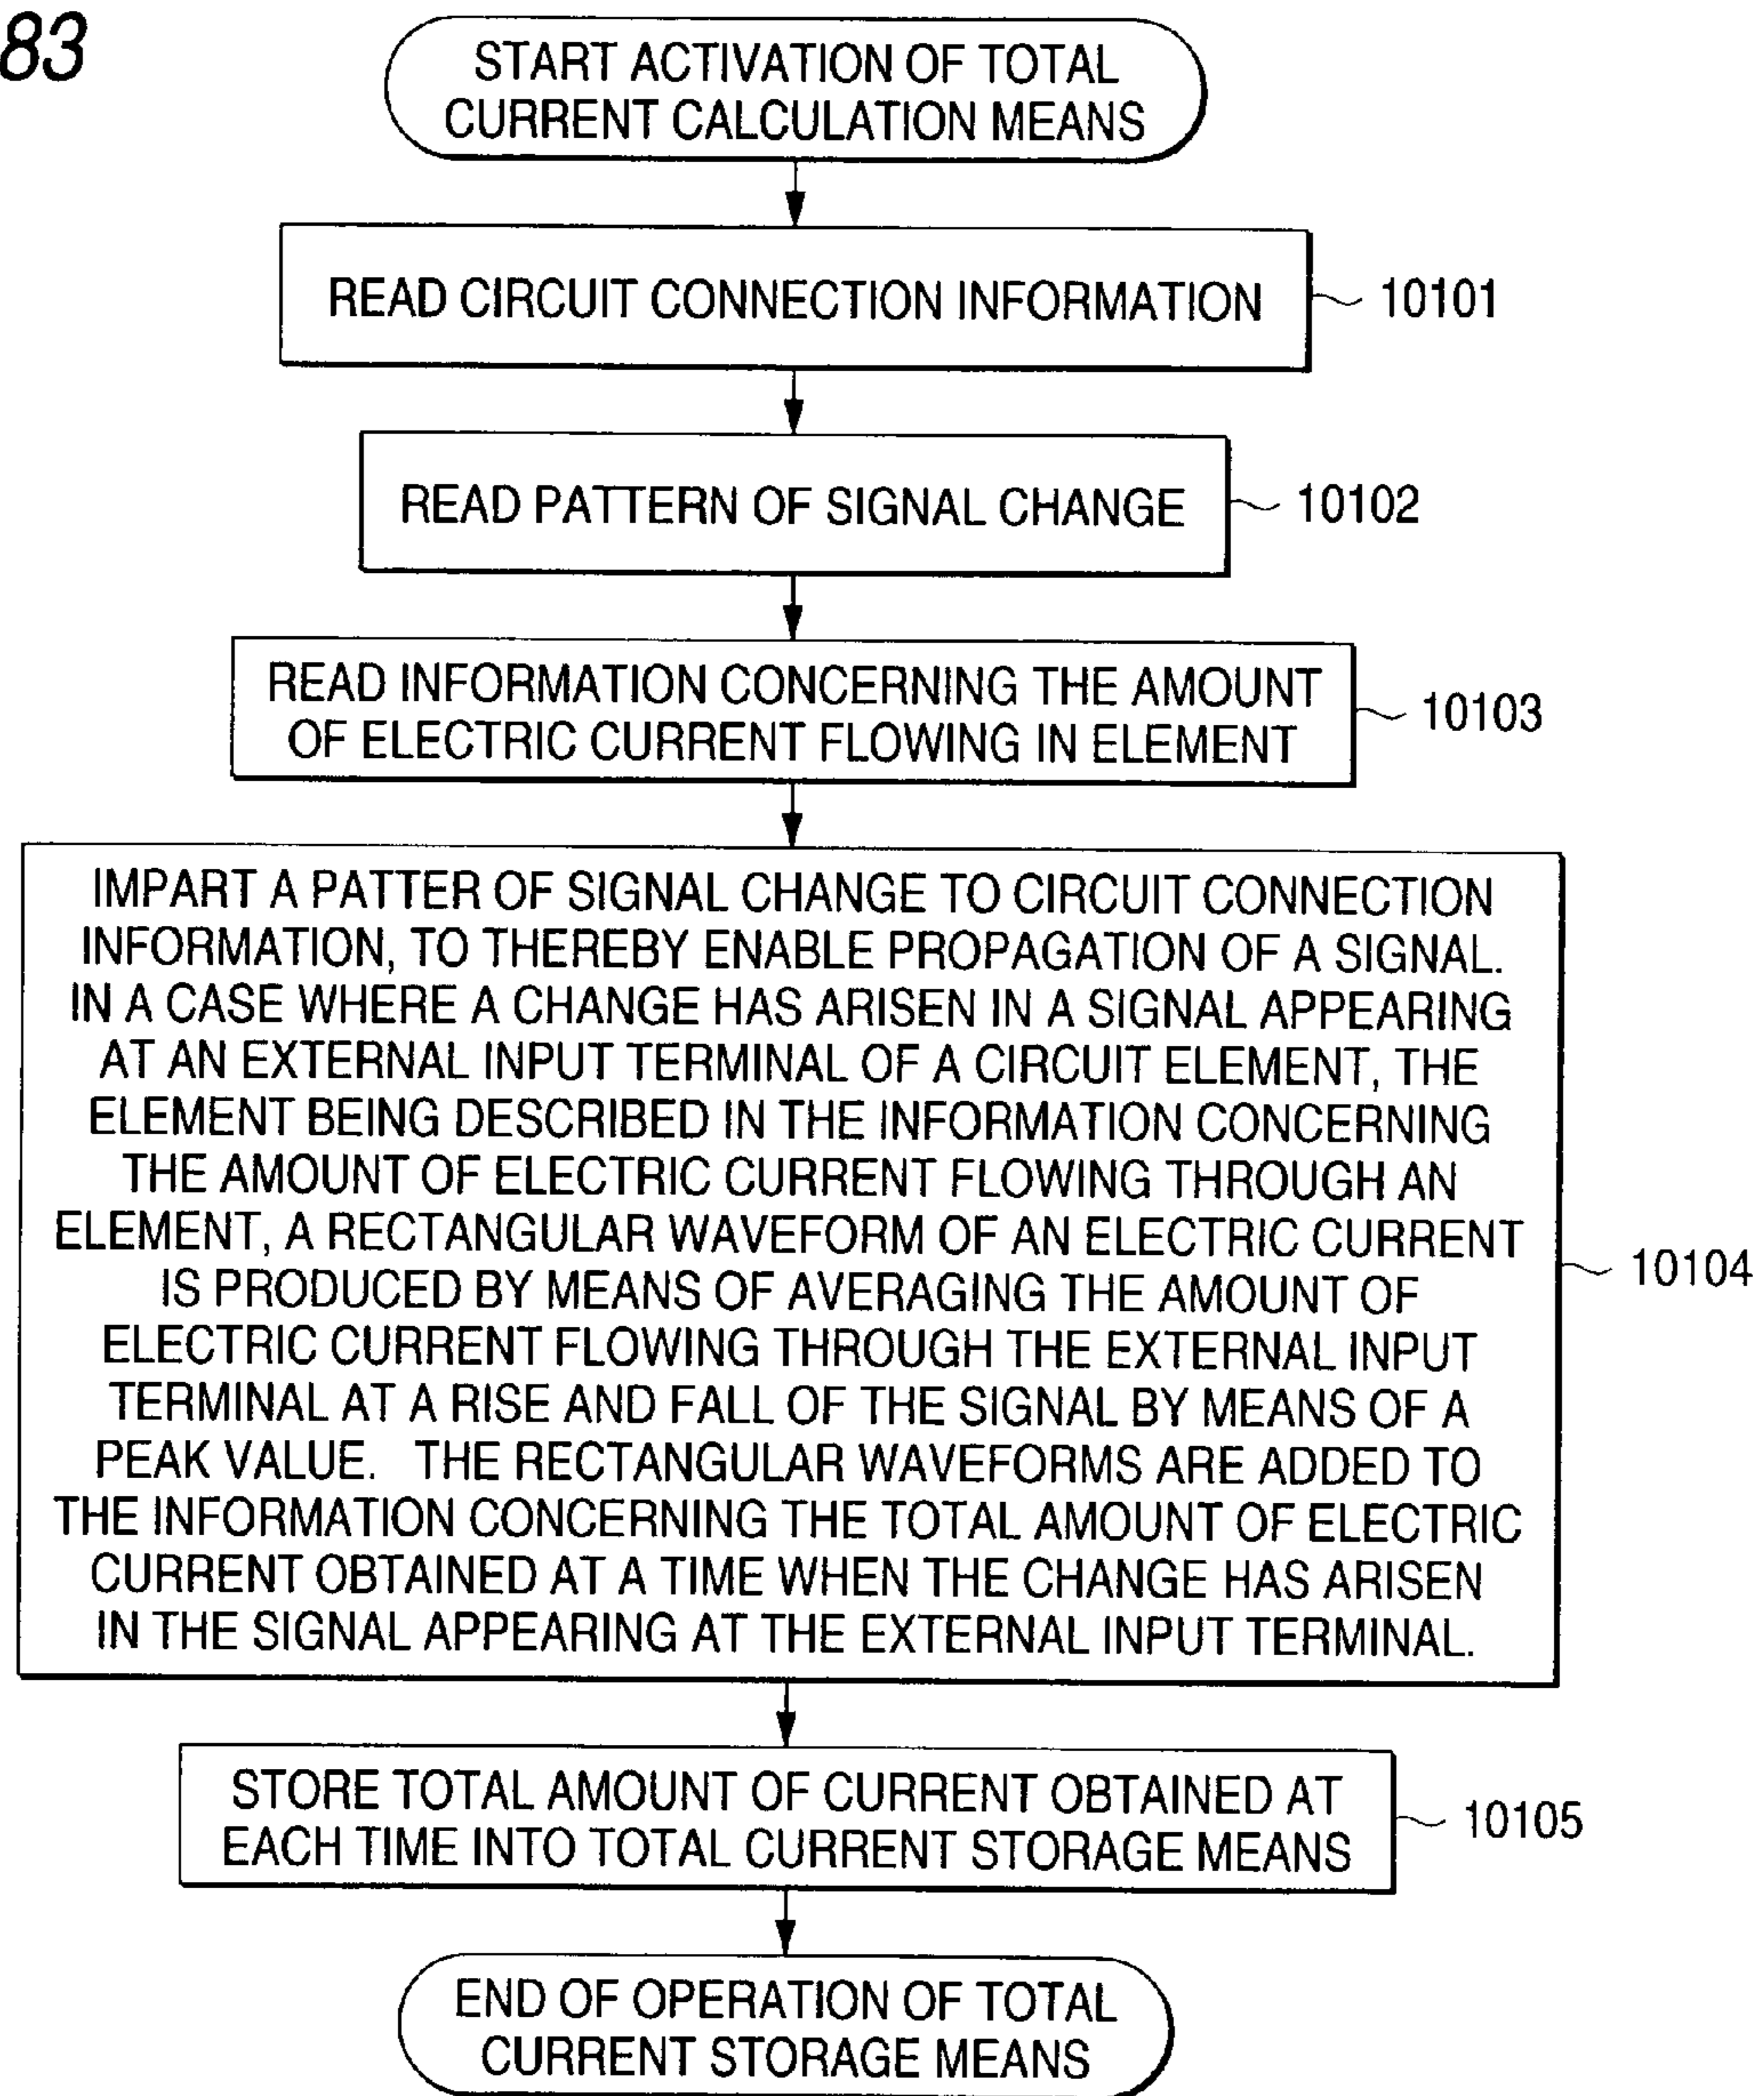 83
START ACTIVATION OF TOTAL
CURRENT CALCULATION MEANS
READ CIRCUIT CONNECTION INFORMATION
10101
READ PATTERN OF SIGNAL CHANGE
10102
READ INFORMATION CONCERNING THE AMOUNT
OF ELECTRIC CURRENT FLOWING IN ELEMENT
10103
IMPART A PATTER OF SIGNAL CHANGE TO CIRCUIT CONNECTION
INFORMATION, TO THEREBY ENABLE PROPAGATION OF A SIGNAL.
IN A CASE WHERE A CHANGE HAS ARISEN IN A SIGNAL APPEARING
AT AN EXTERNAL INPUT TERMINAL OF A CIRCUIT ELEMENT, THE
ELEMENT BEING DESCRIBED IN THE INFORMATION CONCERNING
THE AMOUNT OF ELECTRIC CURRENT FLOWING THROUGH AN
ELEMENT, A RECTANGULAR WAVEFORM OF AN ELECTRIC CURRENT
IS PRODUCED BY MEANS OF AVERAGING THE AMOUNT OF
ELECTRIC CURRENT FLOWING THROUGH THE EXTERNAL INPUT
TERMINAL AT A RISE AND FALL OF THE SIGNAL BY MEANS OF A
PEAK VALUE. THE RECTANGULAR WAVEFORMS ARE ADDED TO
THE INFORMATION CONCERNING THE TOTAL AMOUNT OF ELECTRIC
CURRENT OBTAINED AT A TIME WHEN THE CHANGE HAS ARISEN
IN THE SIGNAL APPEARING AT THE EXTERNAL INPUT TERMINAL.
10104
STORE TOTAL AMOUNT OF CURRENT OBTAINED AT
EACH TIME INTO TOTAL CURRENT STORAGE MEANS
10105
END OF OPERATION OF TOTAL
CURRENT STORAGE MEANS